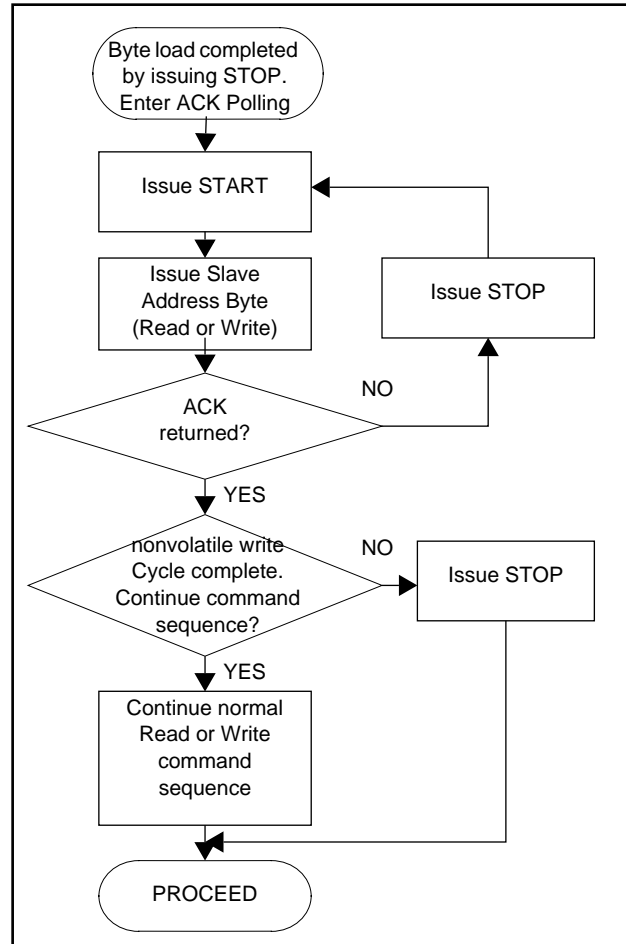 Byte load completed
by issuing STOP.
Enter ACK Polling
Issue START
Issue Slave
Address Byte
(Read or Write)
Issue STOP
ACK
returned?
NO
YES
nonvolatile write
Cycle complete.
Continue command
sequence?
NO
Issue STOP
YES
Continue normal
Read or Write
command
sequence
PROCEED